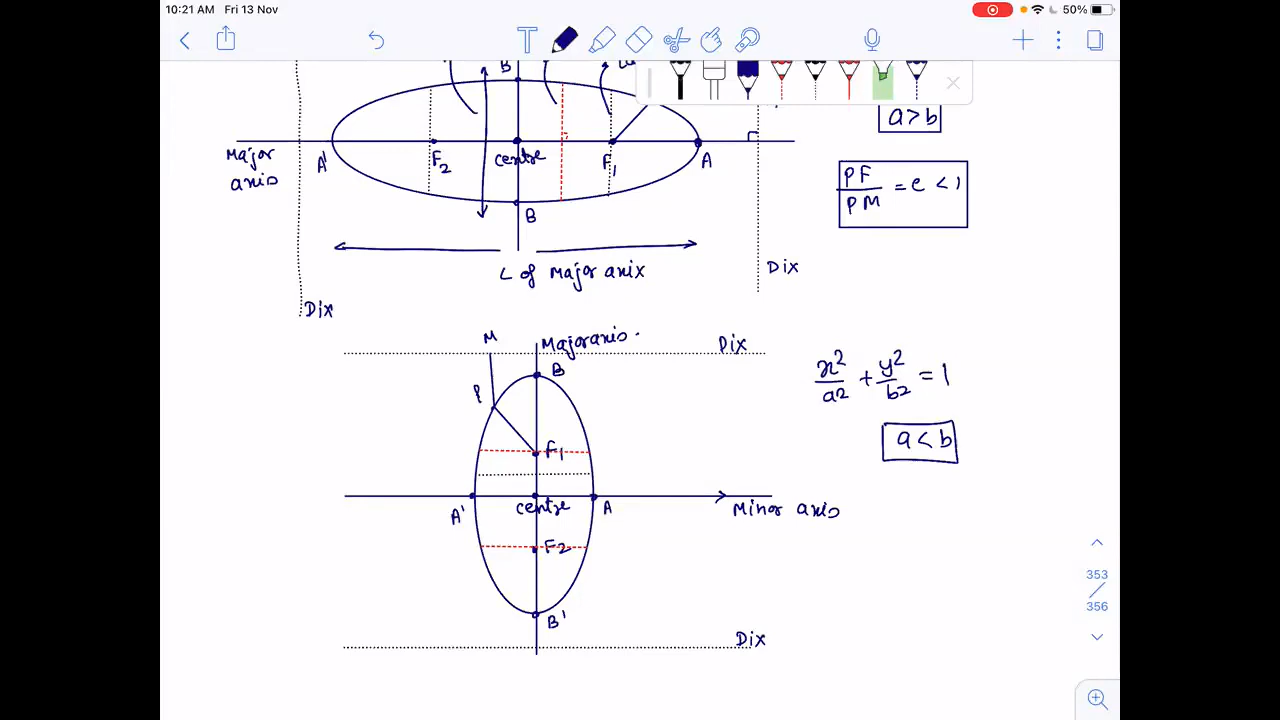 10:21 AM Fri 13 Nov
50%
T
B
a>b
Major
axis
A'
F2
centre
F1
A
PF/PM = e < 1
B
L of Major anix
Dix
Dix
M
Majoraxis.
Dix
B
P
x²/a² + y²/b² = 1
F1
a<b
A'
centre
A
Minor axis
F2
353
/
356
B'
Dix